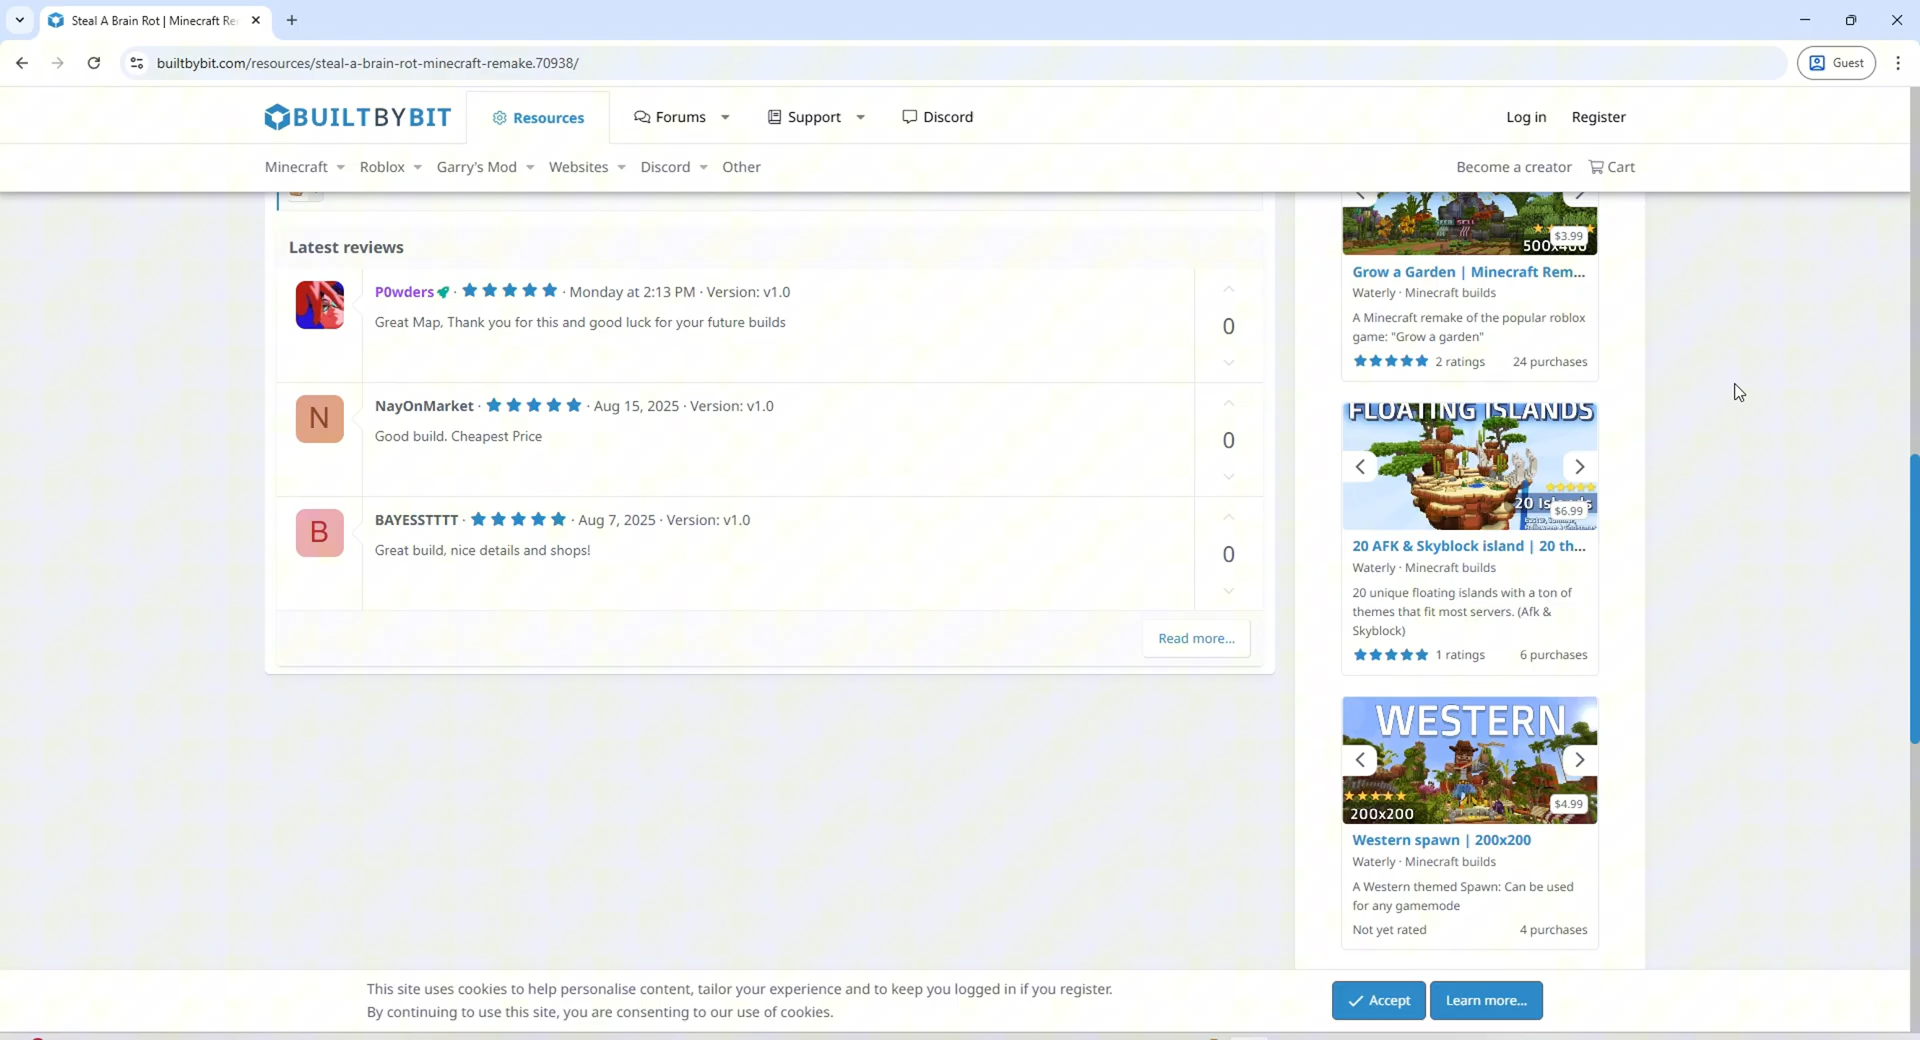 Steal A Brain Rot | Minecraft Re
builtbybit.com/resources/steal-a-brain-rot-minecraft-remake.70938/
Guest
BUILTBYBIT
Resources
Forums
Support
Discord
Log in
Register
Minecraft
Roblox
Garry's Mod
Websites
Discord
Other
Become a creator
Cart
Latest reviews
P0wders · · Monday at 2:13 PM · Version: v1.0
Great Map, Thank you for this and good luck for your future builds
0
N
NayOnMarket · · Aug 15, 2025 · Version: v1.0
Good build. Cheapest Price
0
B
BAYESSTTTT · · Aug 7, 2025 · Version: v1.0
Great build, nice details and shops!
0
Read more...
$3.99
500x400
Grow a Garden | Minecraft Rem...
Waterly · Minecraft builds
A Minecraft remake of the popular roblox
game: "Grow a garden"
2 ratings
24 purchases
FLOATING ISLANDS
20 Islands
$6.99
20 AFK & Skyblock island | 20 th...
Waterly · Minecraft builds
20 unique floating islands with a ton of
themes that fit most servers. (Afk &
Skyblock)
1 ratings
6 purchases
WESTERN
$4.99
200x200
Western spawn | 200x200
Waterly · Minecraft builds
A Western themed Spawn: Can be used
for any gamemode
Not yet rated
4 purchases
This site uses cookies to help personalise content, tailor your experience and to keep you logged in if you register.
By continuing to use this site, you are consenting to our use of cookies.
Accept
Learn more...